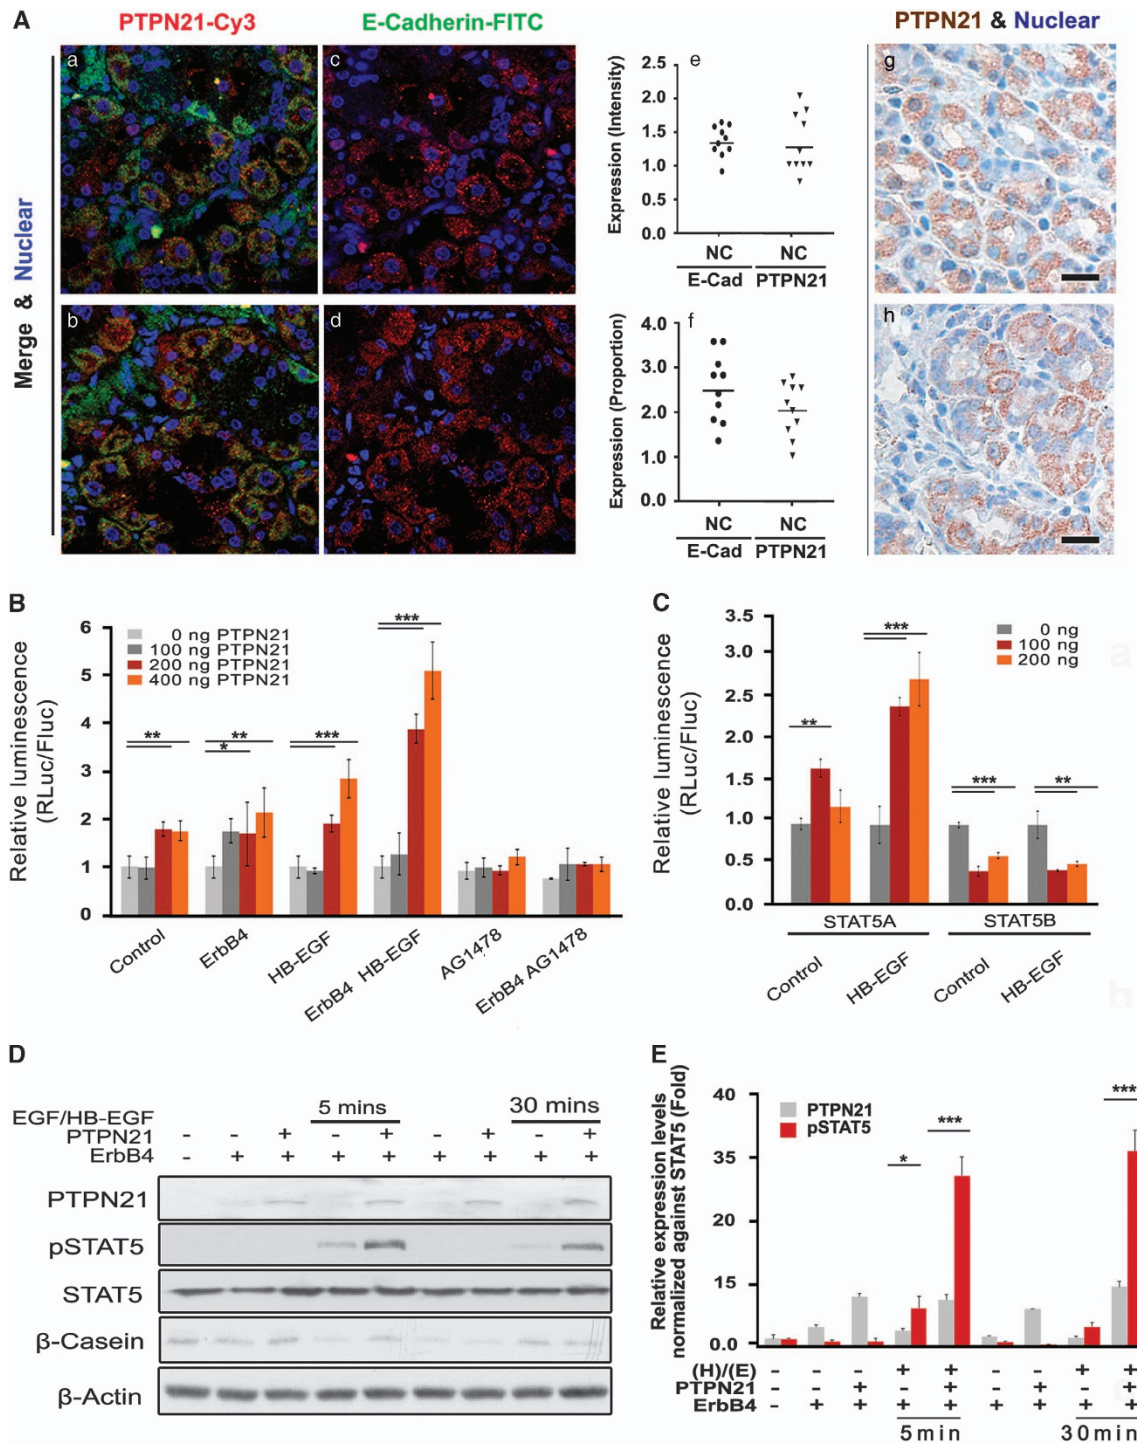 A
PTPN21-Cy3
E-Cadherin-FITC
PTPN21 & Nuclear
Merge & Nuclear
a
c
b
d
e
Expression (Intensity)
2.5
2.0
1.5
1.0
0.0
NC NC
E-Cad PTPN21
f
Expression (Proportion)
4.0
3.0
2.0
1.0
0.0
NC NC
E-Cad PTPN21
g
h
B
Relative luminescence
(RLuc/Fluc)
6
5
4
3
2
1
0
0 ng PTPN21
100 ng PTPN21
200 ng PTPN21
400 ng PTPN21
**
**
*
***
***
Control
ErbB4
HB-EGF
ErbB4 HB-EGF
AG1478
ErbB4 AG1478
C
Relative luminescence
(RLuc/Fluc)
3.5
3.0
2.5
2.0
1.5
1.0
0.5
0.0
0 ng
100 ng
200 ng
**
***
***
**
STAT5A STAT5B
Control
HB-EGF
Control
HB-EGF
a
b
D
EGF/HB-EGF 5 mins 30 mins
PTPN21 - + - + - + - +
ErbB4 - + + + + + + + +
PTPN21
pSTAT5
STAT5
β-Casein
β-Actin
E
Relative expression levels
normalized against STAT5 (Fold)
40
35
20
15
0.0
PTPN21
pSTAT5
*
***
***
(H)/(E) - - - + + - - + +
PTPN21 - - + - + - + - +
ErbB4 - + + + + + + + +
5min 30min